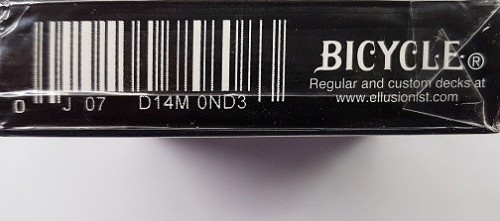 0 J 07 D14M 0ND3
BICYCLE®
Regular and custom decks at
www.ellusionist.com